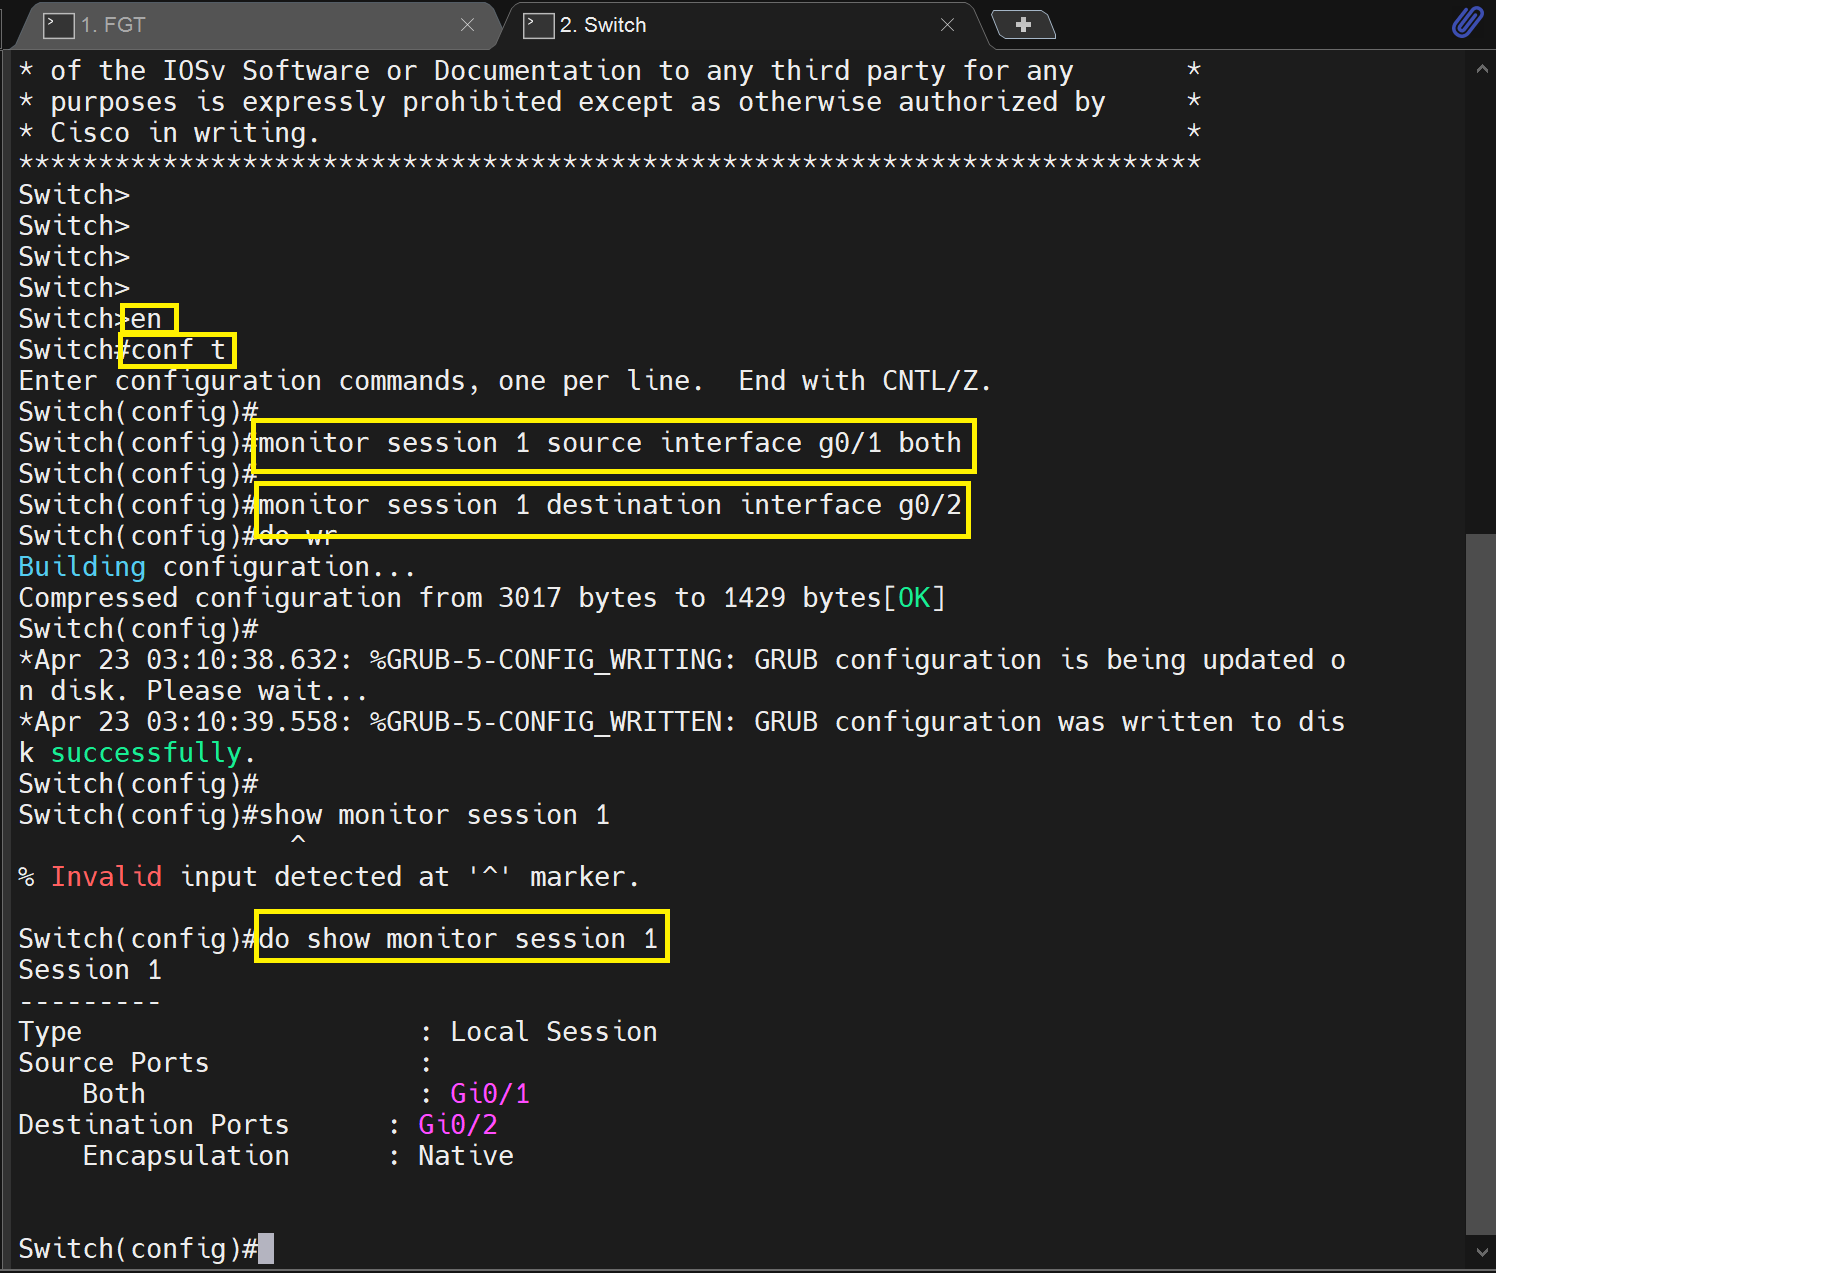 1. FGT
2. Switch
* of the IOSv Software or Documentation to any third party for any       *
* purposes is expressly prohibited except as otherwise authorized by     *
* Cisco in writing.                                                      *
**************************************************************************
Switch>
Switch>
Switch>
Switch>
Switch>en
Switch#conf t
Enter configuration commands, one per line.  End with CNTL/Z.
Switch(config)#
Switch(config)#monitor session 1 source interface g0/1 both
Switch(config)#
Switch(config)#monitor session 1 destination interface g0/2
Switch(config)#do wr
Building configuration...
Compressed configuration from 3017 bytes to 1429 bytes[OK]
Switch(config)#
*Apr 23 03:10:38.632: %GRUB-5-CONFIG_WRITING: GRUB configuration is being updated o
n disk. Please wait...
*Apr 23 03:10:39.558: %GRUB-5-CONFIG_WRITTEN: GRUB configuration was written to dis
k successfully.
Switch(config)#
Switch(config)#show monitor session 1
                 ^
% Invalid input detected at '^' marker.
Switch(config)#do show monitor session 1
Session 1
---------
Type                     : Local Session
Source Ports             :
    Both                 : Gi0/1
Destination Ports      : Gi0/2
    Encapsulation      : Native
Switch(config)#